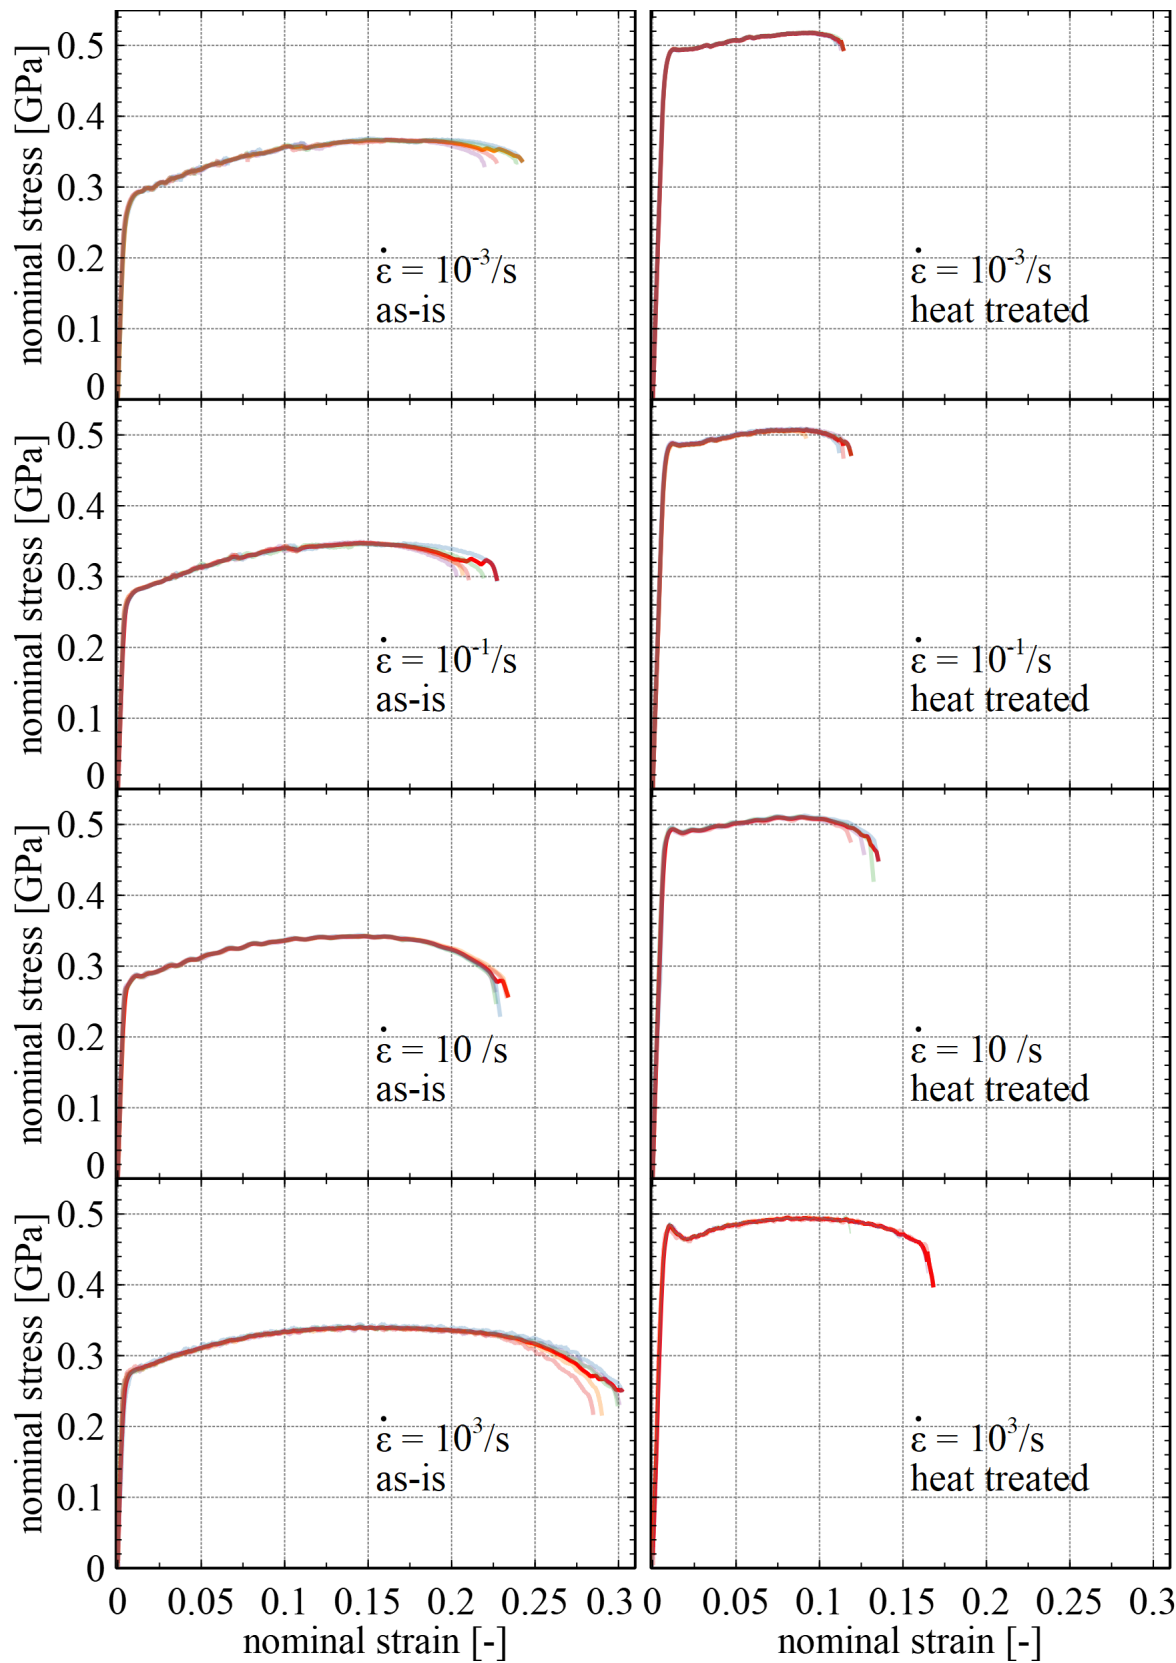 nominal stress [GPa]
0.5
0.4
0.3
0.2
0.1
0
ε̇ = 10⁻³/s
as-is
ε̇ = 10⁻³/s
heat treated
nominal stress [GPa]
0.5
0.4
0.3
0.2
0.1
0
ε̇ = 10⁻¹/s
as-is
ε̇ = 10⁻¹/s
heat treated
nominal stress [GPa]
0.5
0.4
0.3
0.2
0.1
0
ε̇ = 10 /s
as-is
ε̇ = 10 /s
heat treated
nominal stress [GPa]
0.5
0.4
0.3
0.2
0.1
0
ε̇ = 10³/s
as-is
ε̇ = 10³/s
heat treated
0 0.05 0.1 0.15 0.2 0.25 0.3
0 0.05 0.1 0.15 0.2 0.25 0.3
nominal strain [-]
nominal strain [-]